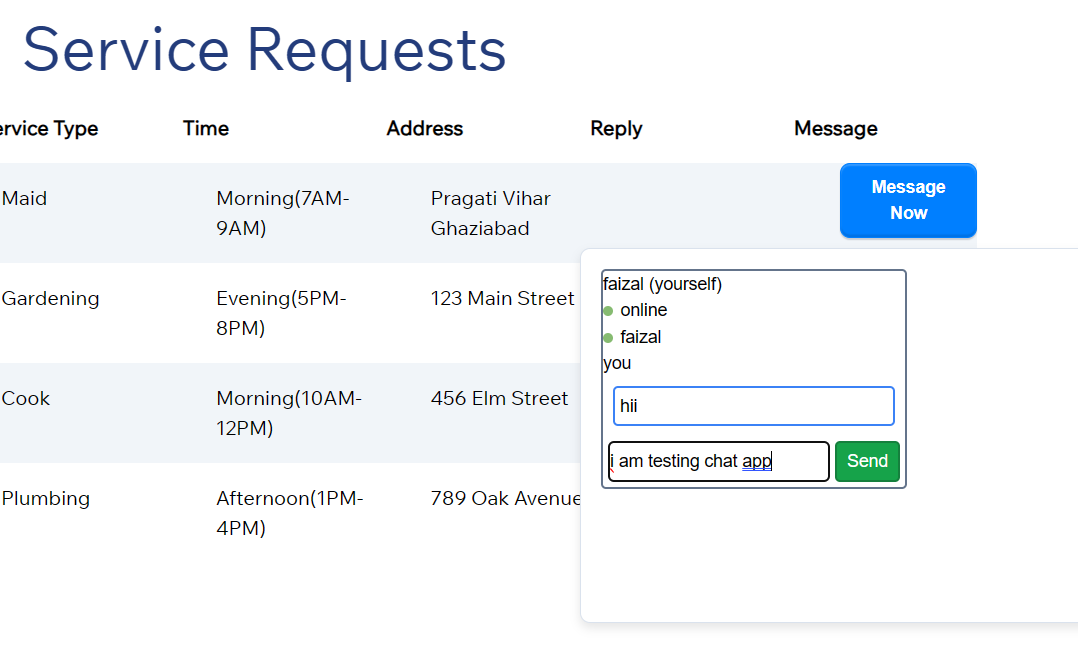 Service Requests
ervice Type Time Address Reply Message
Maid Morning(7AM- Pragati Vihar Message
9AM) Ghaziabad Now
Gardening Evening(5PM- 123 Main Street
8PM)
Cook Morning(10AM- 456 Elm Street
12PM)
Plumbing Afternoon(1PM- 789 Oak Avenue
4PM)
faizal (yourself)
online
faizal
you
hii
i am testing chat app Send